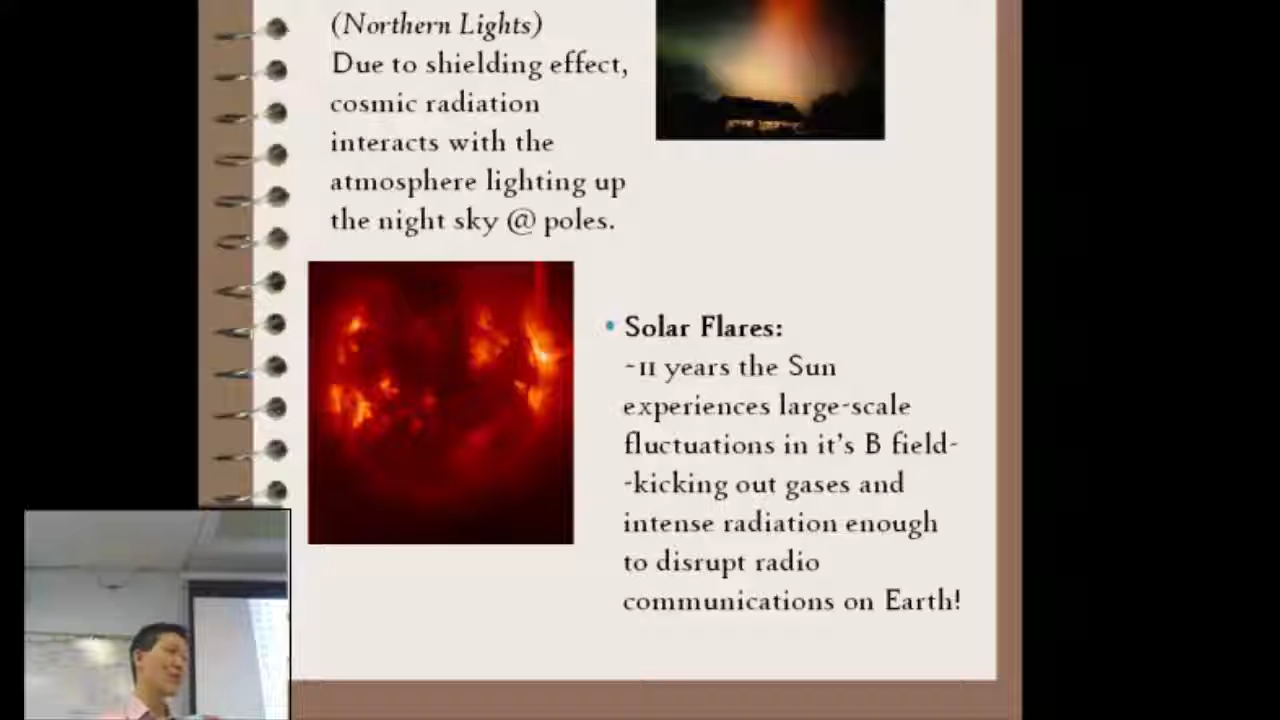 (Northern Lights)
Due to shielding effect,
cosmic radiation
interacts with the
atmosphere lighting up
the night sky @ poles.
• Solar Flares:
~11 years the Sun
experiences large-scale
fluctuations in it's B field-
-kicking out gases and
intense radiation enough
to disrupt radio
communications on Earth!